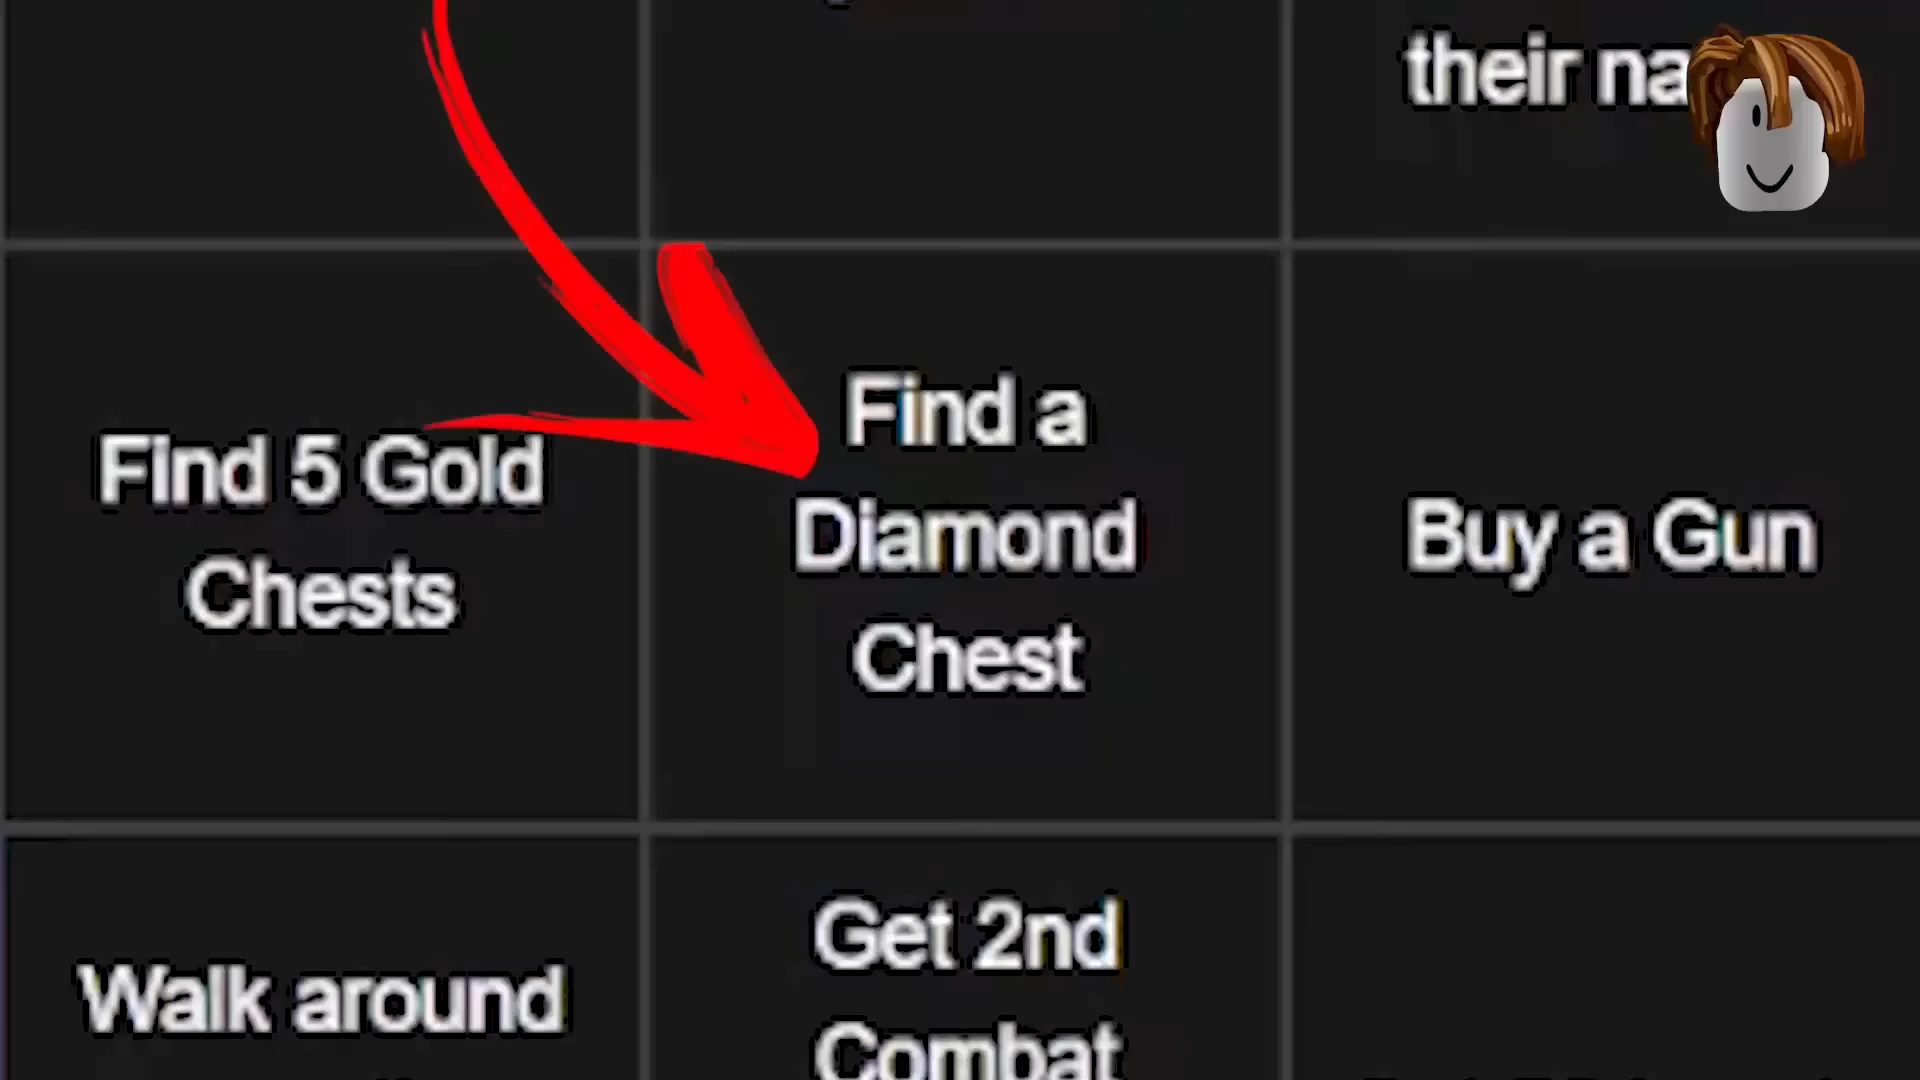 their na
Find 5 Gold
Chests
Find a
Diamond
Chest
Buy a Gun
Walk around
Get 2nd
Combat